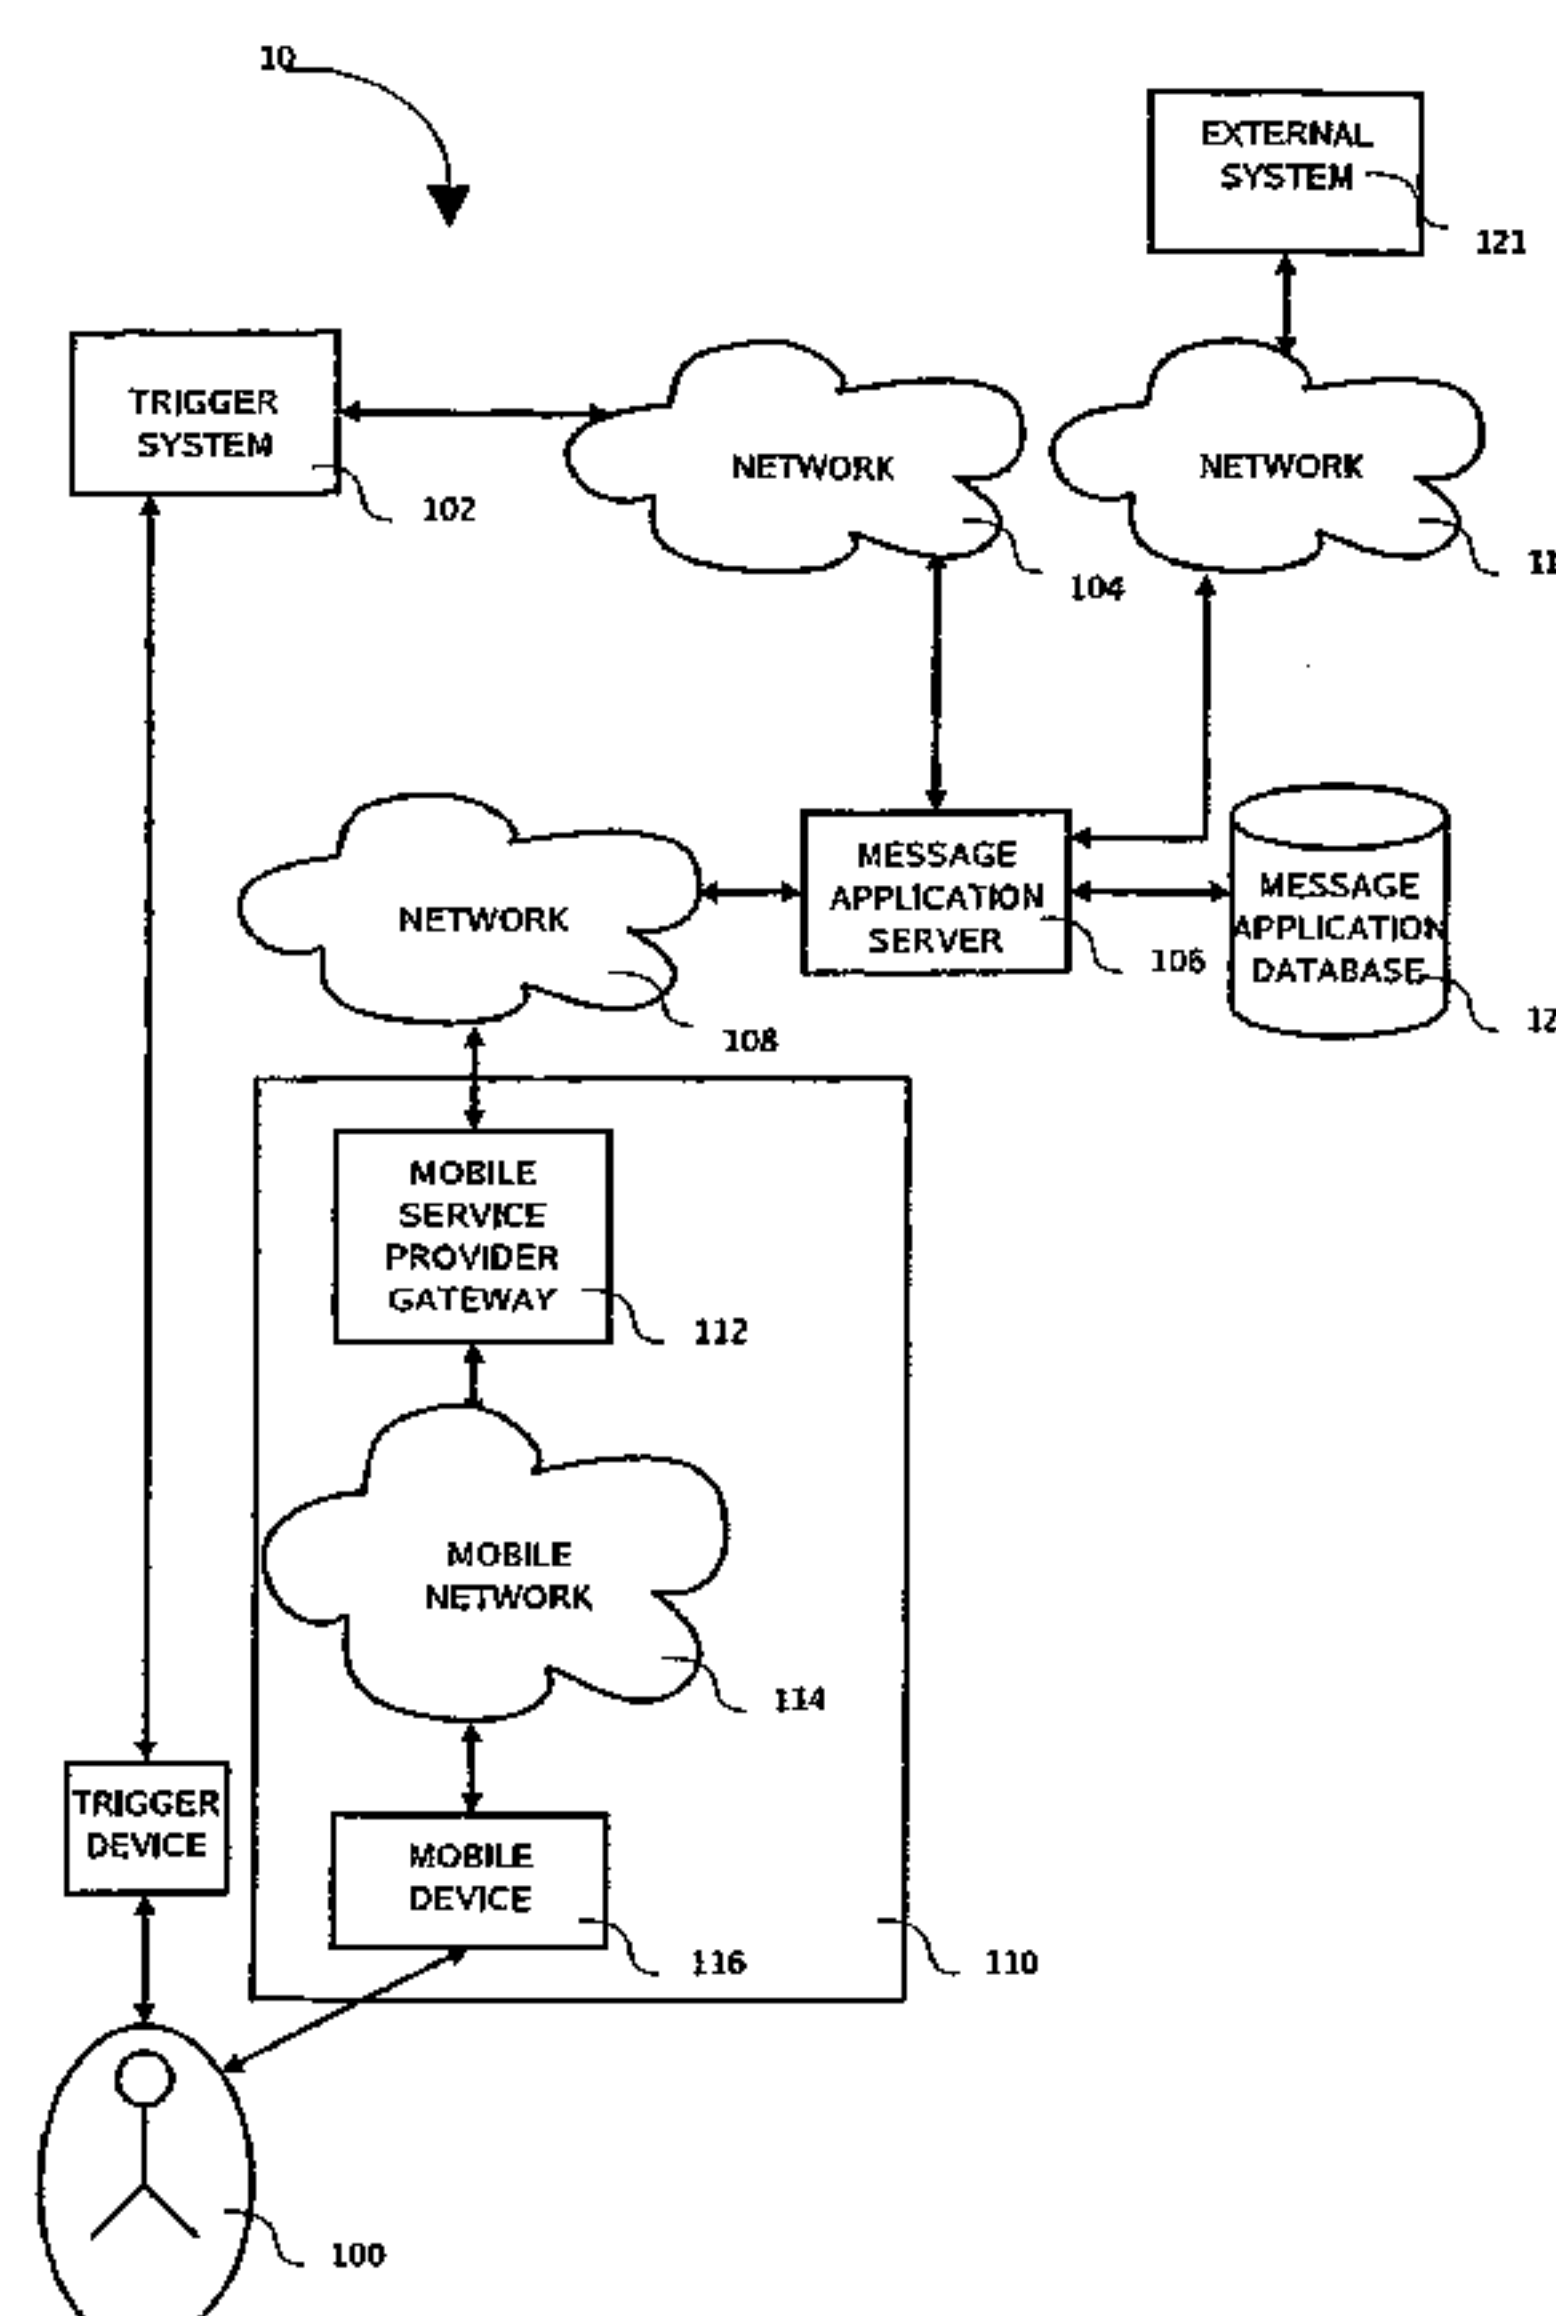 10
EXTERNAL
SYSTEM
121
TRIGGER
SYSTEM
102
NETWORK
104
NETWORK
MESSAGE
APPLICATION
SERVER
106
MESSAGE
APPLICATION
DATABASE
NETWORK
108
MOBILE
SERVICE
PROVIDER
GATEWAY
112
MOBILE
NETWORK
114
TRIGGER
DEVICE
MOBILE
DEVICE
116
110
100